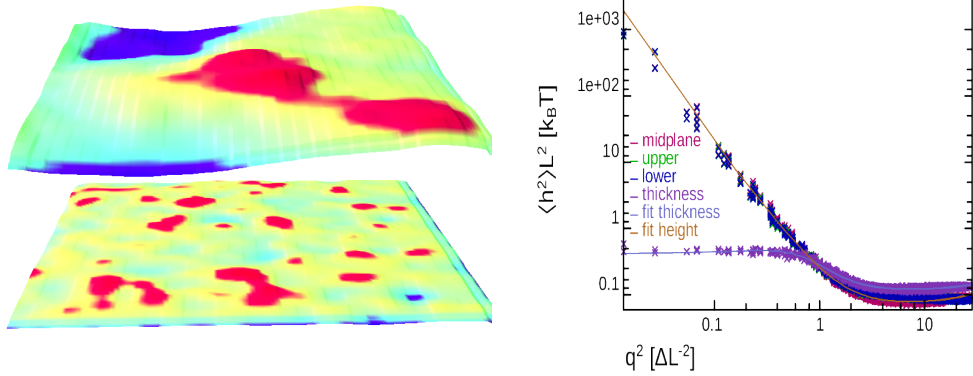 1e+03
1e+02
10
1
0.1
⟨h²⟩L² [k_BT]
– midplane
– upper
– lower
– thickness
– fit thickness
– fit height
0.1 1 10
q² [ΔL⁻²]